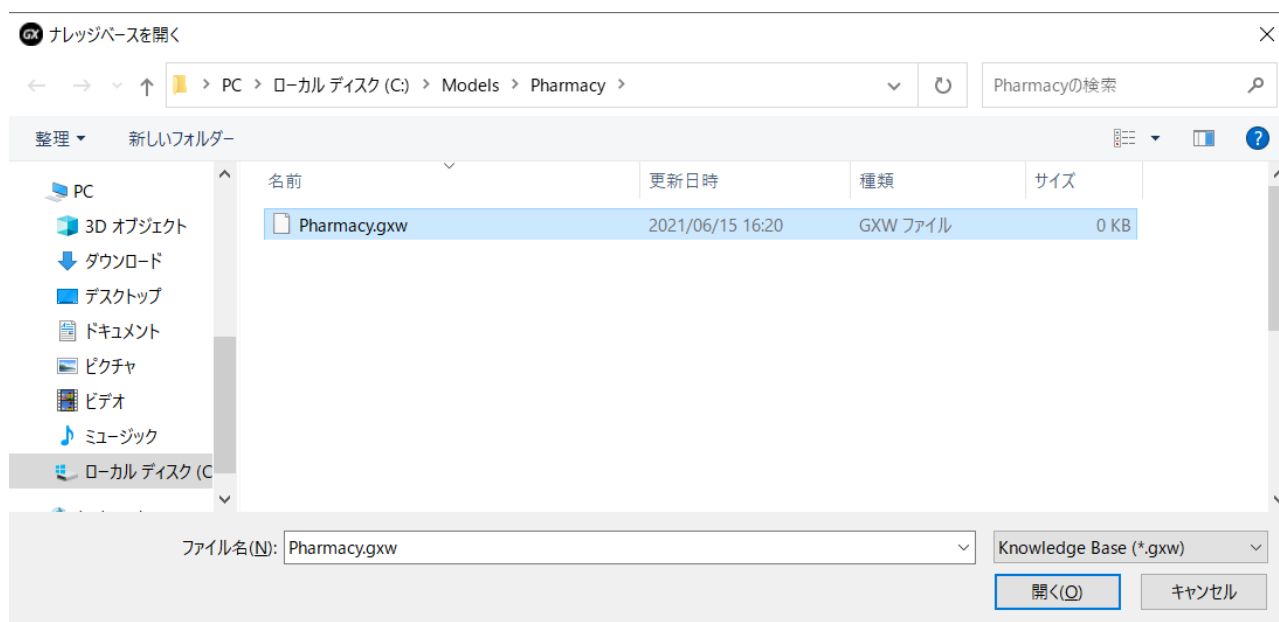 GX ナレッジベースを開く
PC > ローカル ディスク (C:) > Models > Pharmacy >
Pharmacyの検索
整理
新しいフォルダー
?
名前 更新日時 種類 サイズ
Pharmacy.gxw 2021/06/15 16:20 GXW ファイル 0 KB
PC
3D オブジェクト
ダウンロード
デスクトップ
ドキュメント
ピクチャ
ビデオ
ミュージック
ローカル ディスク (C
ファイル名(N): Pharmacy.gxw
Knowledge Base (*.gxw)
開く(O)
キャンセル